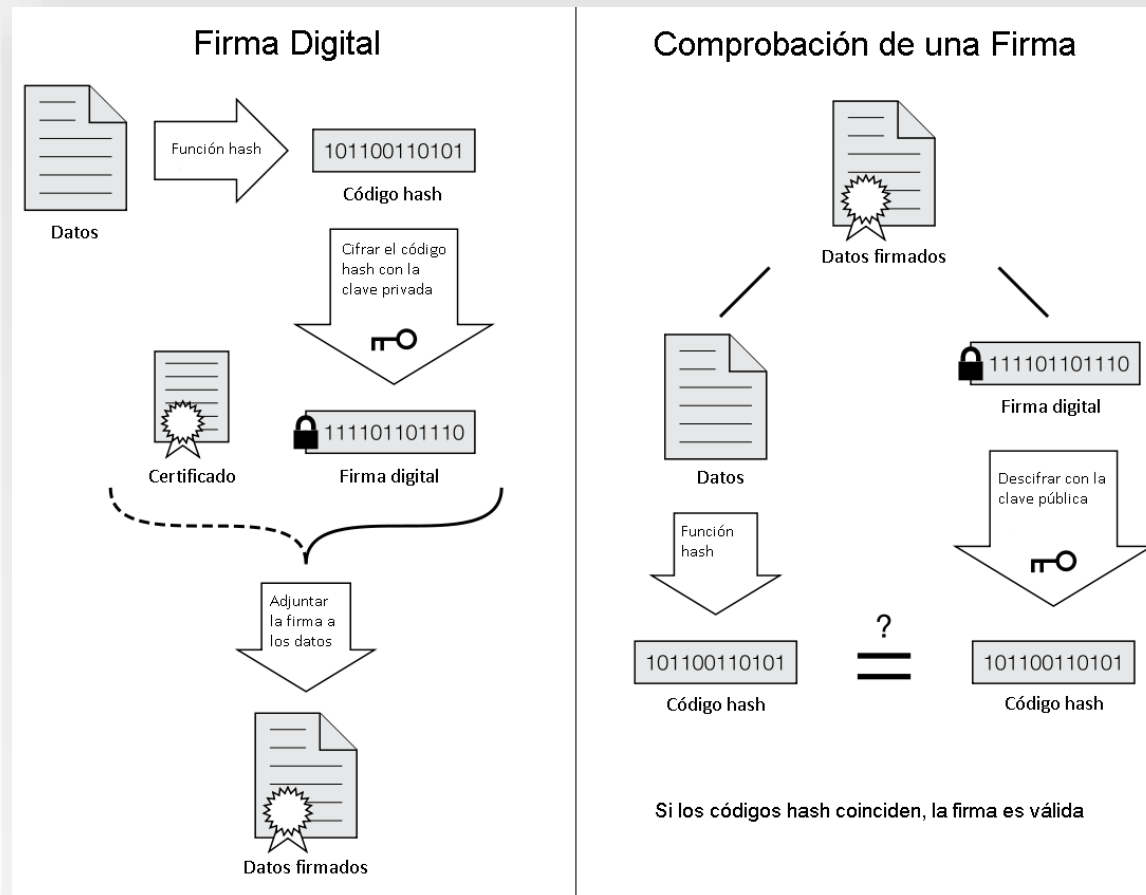 Firma Digital
Función hash
101100110101
Código hash
Datos
Cifrar el código
hash con la
clave privada
111101101110
Certificado
Firma digital
Adjuntar
la firma a
los datos
Datos firmados
Comprobación de una Firma
Datos firmados
111101101110
Firma digital
Datos
Descifrar con la
clave pública
Función
hash
?
101100110101
101100110101
Código hash
Código hash
Si los códigos hash coinciden, la firma es válida